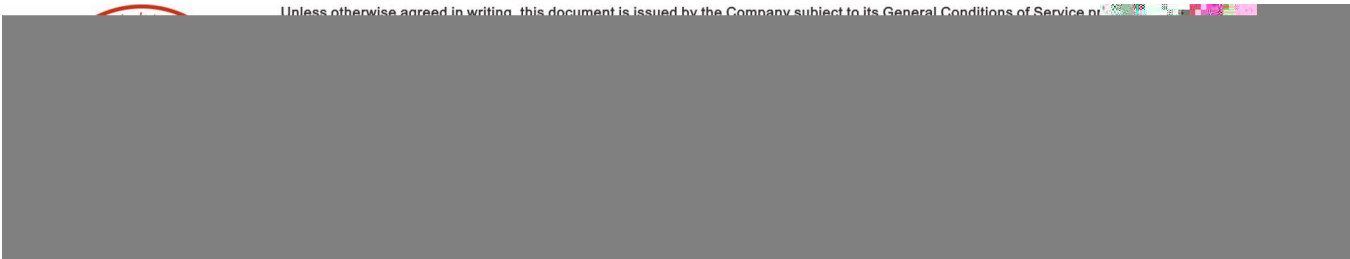 Unless otherwise agreed in writing, this document is issued by the Company subject to its General Conditions of Service